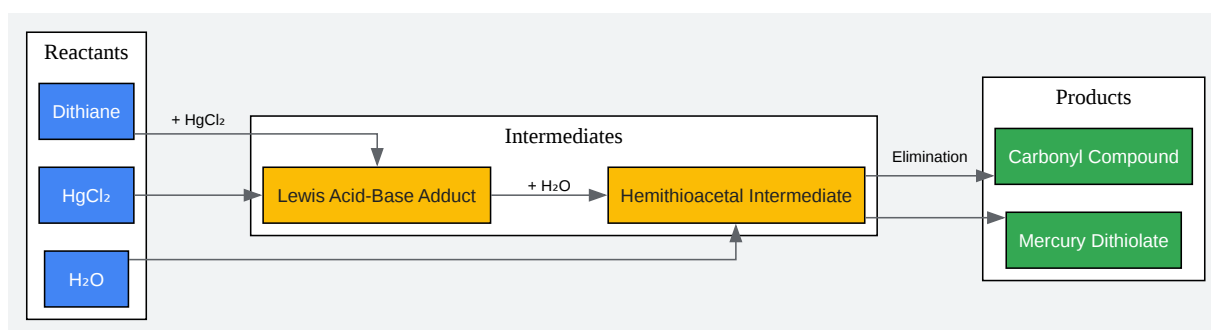 Reactants
Dithiane
HgCl₂
H₂O
+ HgCl₂
Intermediates
Lewis Acid-Base Adduct
+ H₂O
Hemithioacetal Intermediate
Elimination
Products
Carbonyl Compound
Mercury Dithiolate